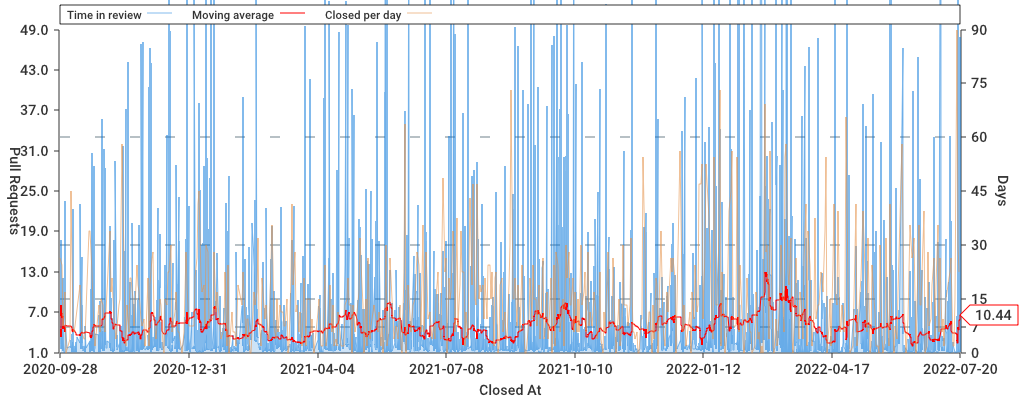 Time in review Moving average Closed per day
49.0 90
43.0 75
37.0
60
31.0
25.0 45
19.0
30
13.0
15
7.0 10.44
7
1.0 0
Pull Requests
Days
2020-09-28 2020-12-31 2021-04-04 2021-07-08 2021-10-10 2022-01-12 2022-04-17 2022-07-20
Closed At